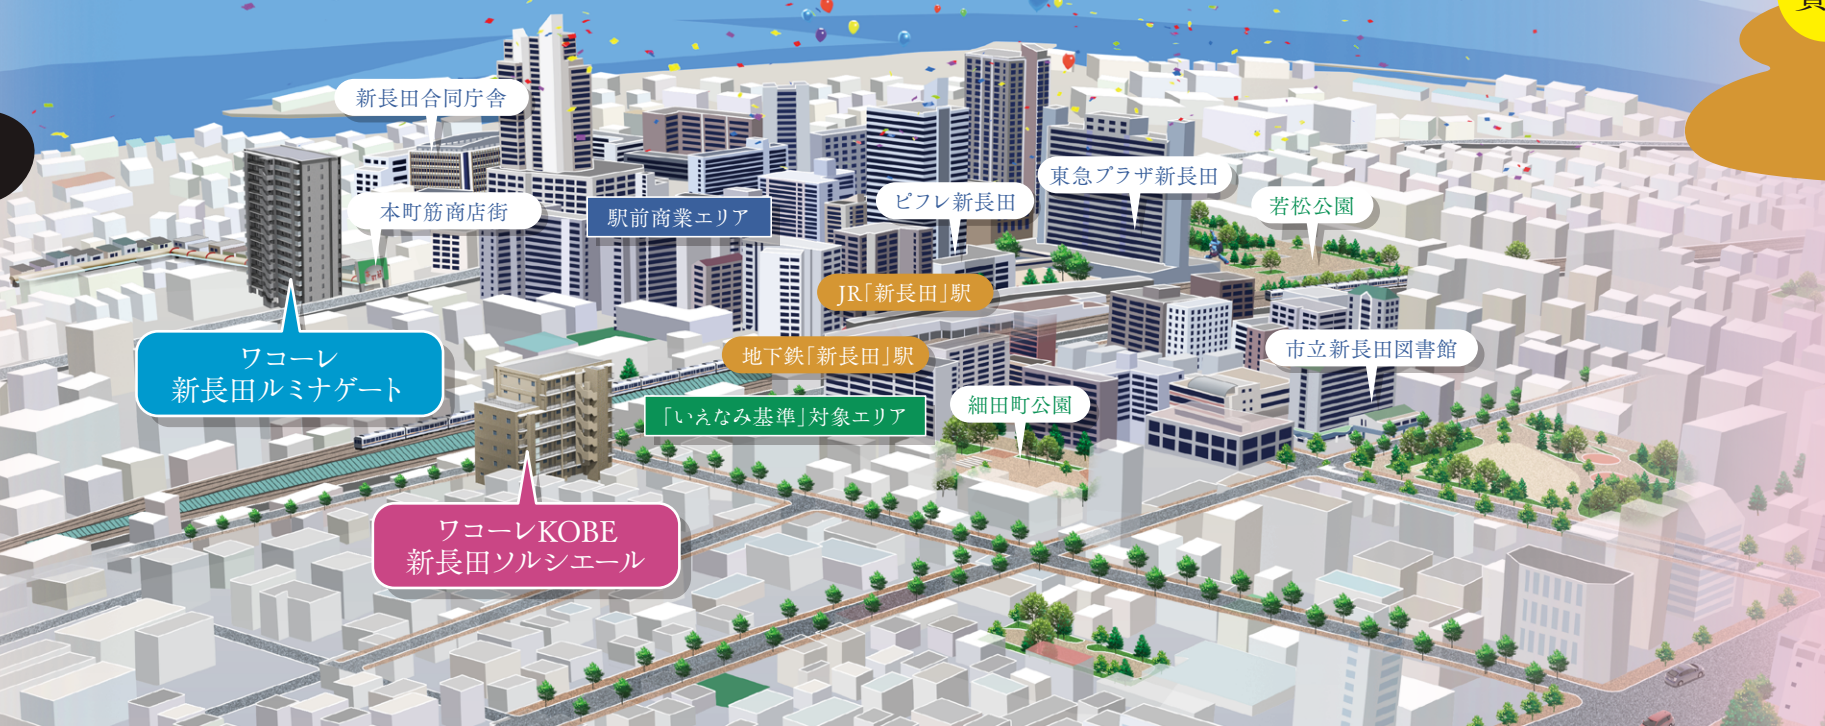 新長田合同庁舎
本町筋商店街
駅前商業エリア
ピフレ新長田
東急プラザ新長田
若松公園
JR「新長田」駅
地下鉄「新長田」駅
市立新長田図書館
「いえなみ基準」対象エリア
細田町公園
ワコーレ
新長田ルミナゲート
ワコーレKOBE
新長田ソルシエール